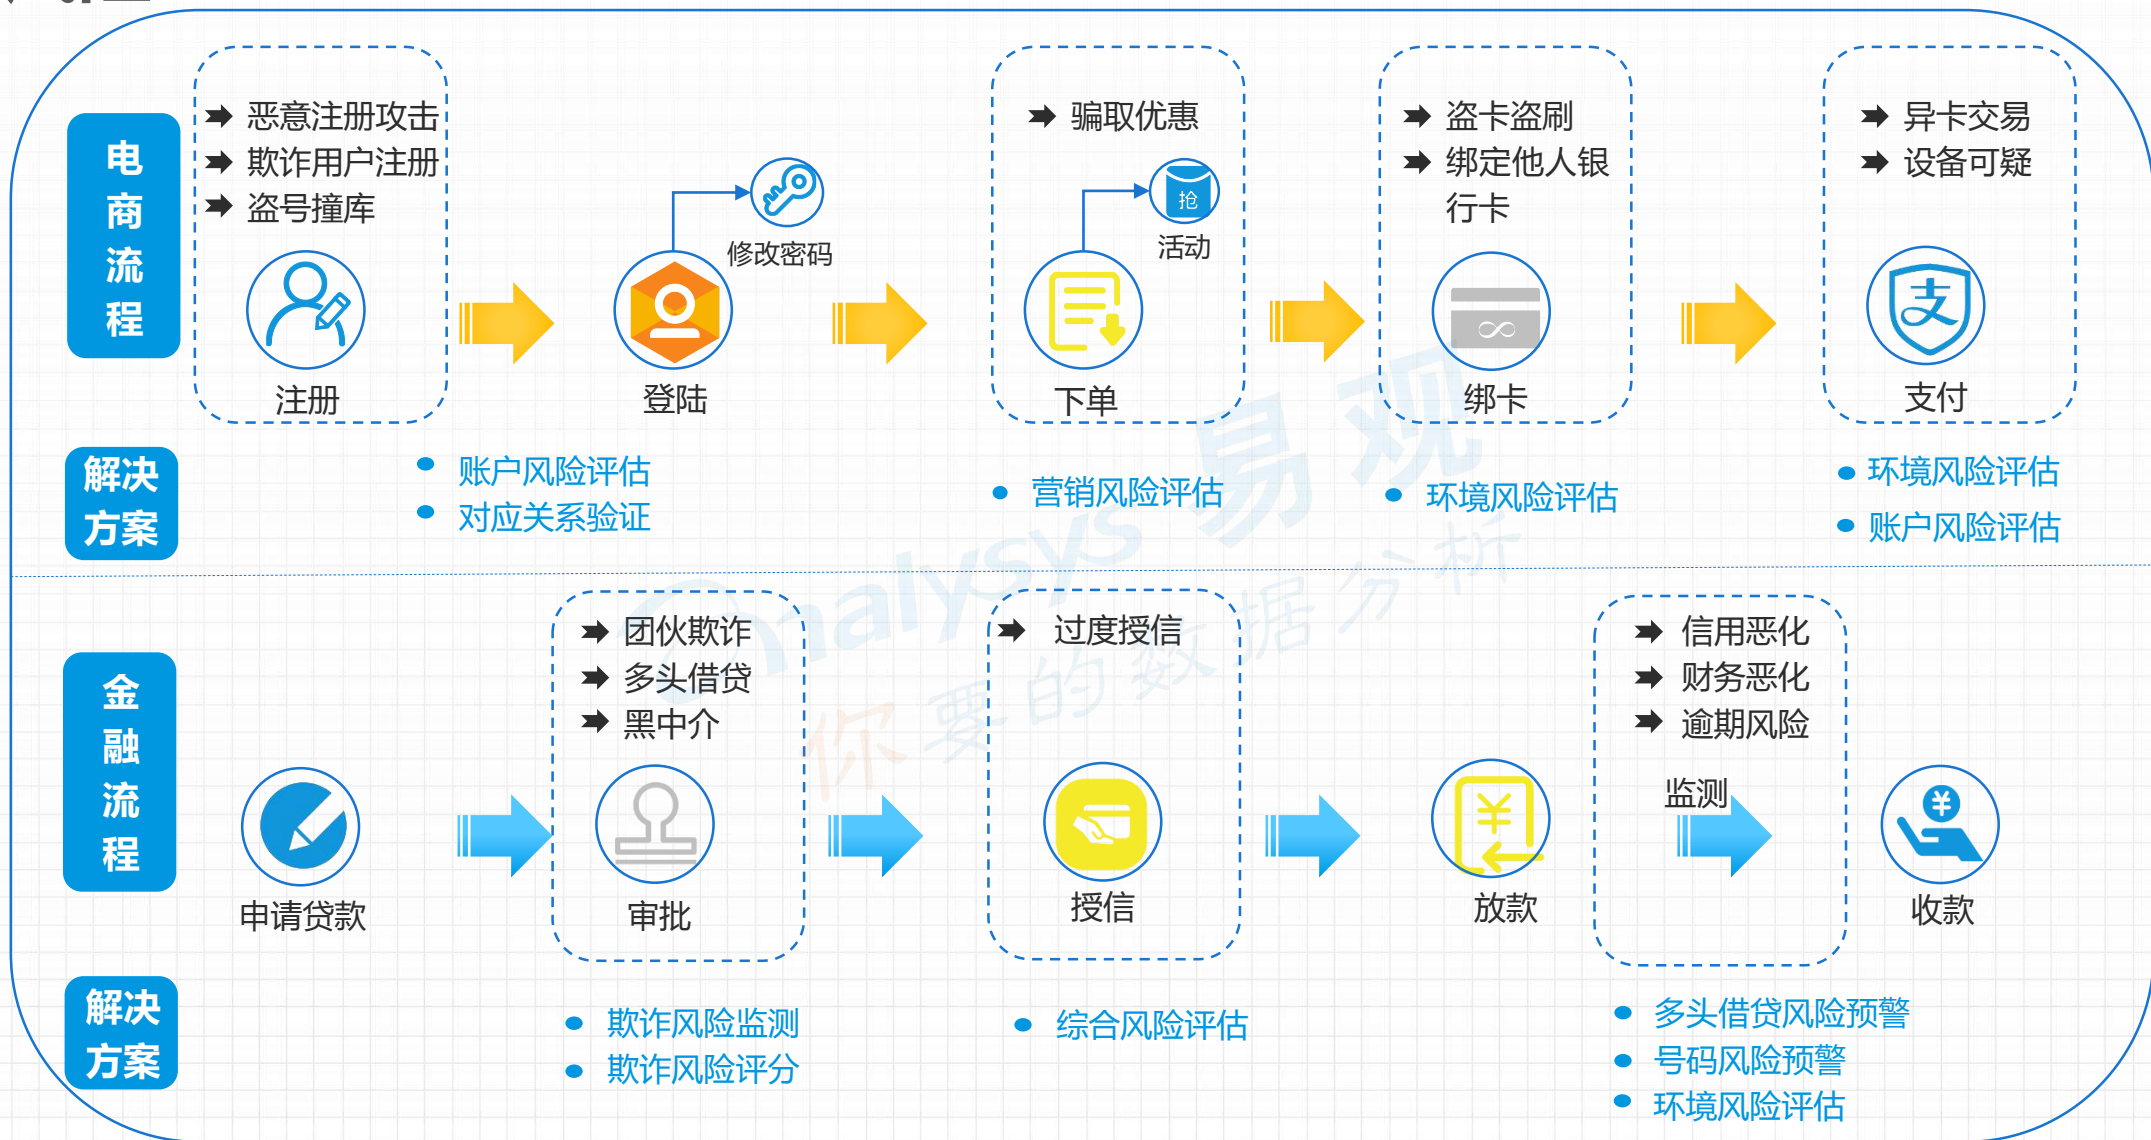 电商流程
恶意注册攻击
欺诈用户注册
盗号撞库
注册
修改密码
登陆
骗取优惠
抢
活动
下单
盗卡盗刷
绑定他人银
行卡
绑卡
异卡交易
设备可疑
支
支付
解决
方案
账户风险评估
对应关系验证
营销风险评估
环境风险评估
环境风险评估
账户风险评估
金融流程
申请贷款
团伙欺诈
多头借贷
黑中介
审批
过度授信
授信
¥
放款
信用恶化
财务恶化
逾期风险
监测
¥
收款
解决
方案
欺诈风险监测
欺诈风险评分
综合风险评估
多头借贷风险预警
号码风险预警
环境风险评估
nalysys 易观
你要的数据分析